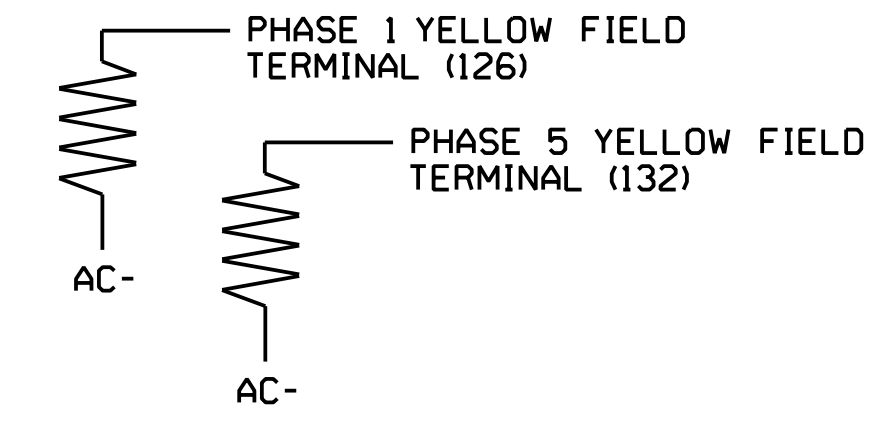 PHASE 1 YELLOW FIELD
TERMINAL (126)
PHASE 5 YELLOW FIELD
TERMINAL (132)
AC-
AC-